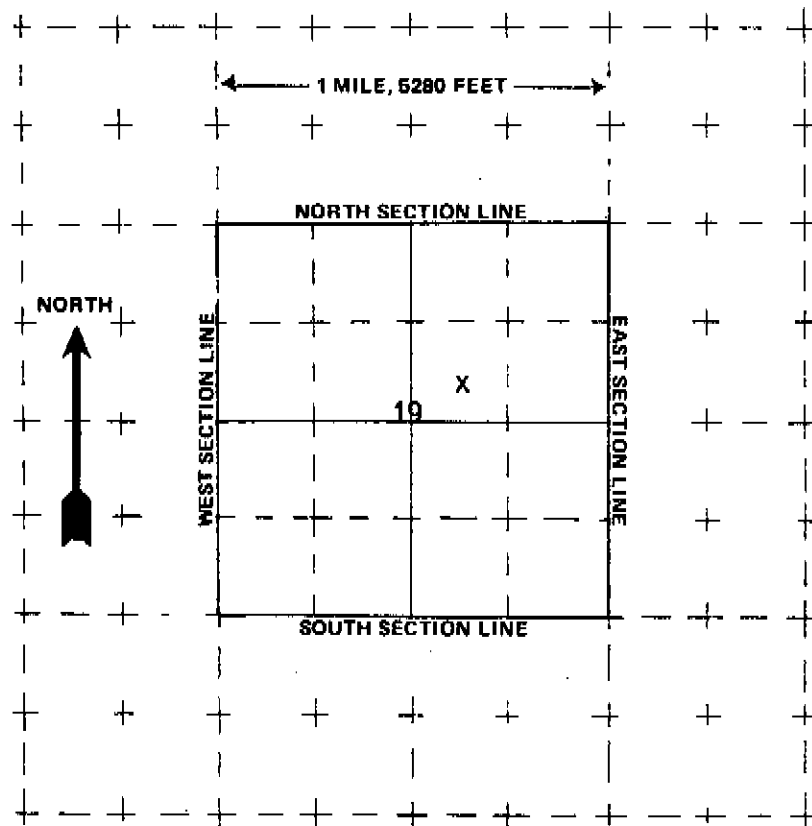 1 MILE, 5280 FEET
NORTH SECTION LINE
NORTH
WEST SECTION LINE
EAST SECTION LINE
X
19
SOUTH SECTION LINE